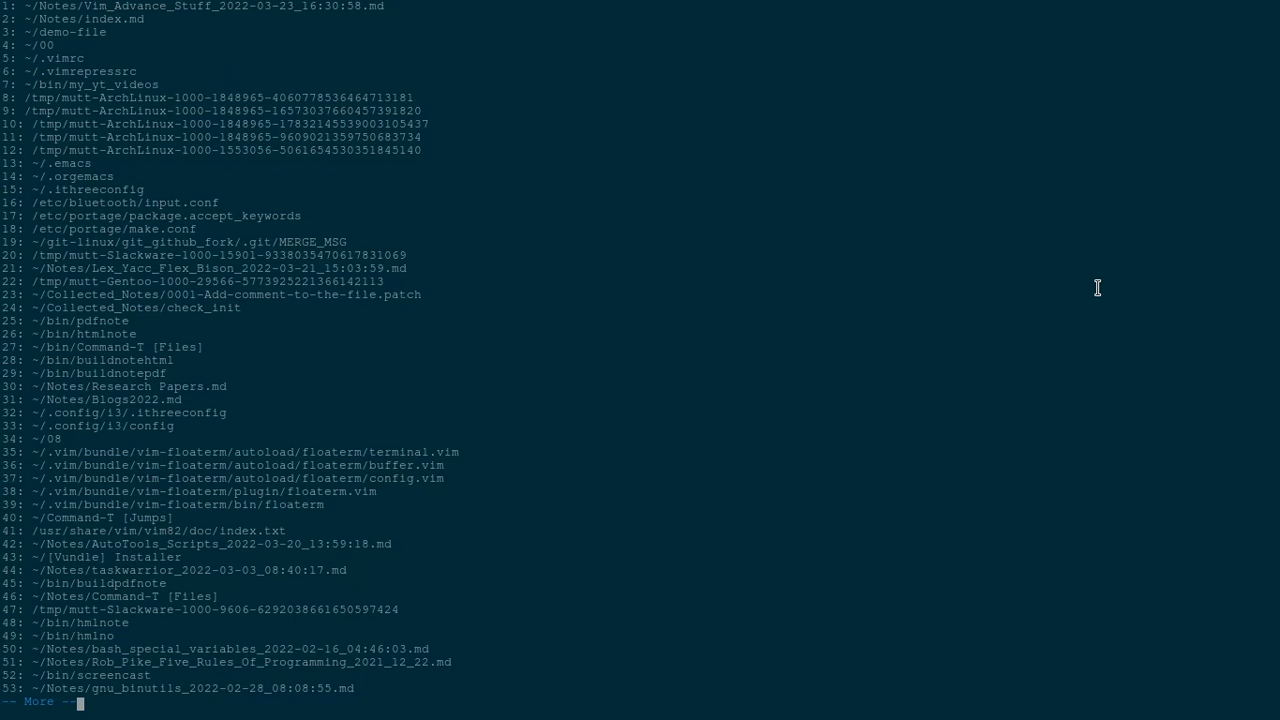 1: ~/Notes/Vim_Advance_Stuff_2022-03-23_16:30:58.md
2: ~/Notes/index.md
3: ~/demo-file
4: ~/00
5: ~/.vimrc
6: ~/.vimrepressrc
7: ~/bin/my_yt_videos
8: /tmp/mutt-ArchLinux-1000-1848965-4060778536464713181
9: /tmp/mutt-ArchLinux-1000-1848965-16573037660457391820
10: /tmp/mutt-ArchLinux-1000-1848965-17832145539003105437
11: /tmp/mutt-ArchLinux-1000-1848965-9609021359750683734
12: /tmp/mutt-ArchLinux-1000-1553056-5061654530351845140
13: ~/.emacs
14: ~/.orgemacs
15: ~/.ithreeconfig
16: /etc/bluetooth/input.conf
17: /etc/portage/package.accept_keywords
18: /etc/portage/make.conf
19: ~/git-linux/git_github_fork/.git/MERGE_MSG
20: /tmp/mutt-Slackware-1000-15901-9338035470617831069
21: ~/Notes/Lex_Yacc_Flex_Bison_2022-03-21_15:03:59.md
22: /tmp/mutt-Gentoo-1000-29566-5773925221366142113
23: ~/Collected_Notes/0001-Add-comment-to-the-file.patch
24: ~/Collected_Notes/check_init
25: ~/bin/pdfnote
26: ~/bin/htmlnote
27: ~/bin/Command-T [Files]
28: ~/bin/buildnotehtml
29: ~/bin/buildnotepdf
30: ~/Notes/Research Papers.md
31: ~/Notes/Blogs2022.md
32: ~/.config/i3/.ithreeconfig
33: ~/.config/i3/config
34: ~/08
35: ~/.vim/bundle/vim-floaterm/autoload/floaterm/terminal.vim
36: ~/.vim/bundle/vim-floaterm/autoload/floaterm/buffer.vim
37: ~/.vim/bundle/vim-floaterm/autoload/floaterm/config.vim
38: ~/.vim/bundle/vim-floaterm/plugin/floaterm.vim
39: ~/.vim/bundle/vim-floaterm/bin/floaterm
40: ~/Command-T [Jumps]
41: /usr/share/vim/vim82/doc/index.txt
42: ~/Notes/AutoTools_Scripts_2022-03-20_13:59:18.md
43: ~/[Vundle] Installer
44: ~/Notes/taskwarrior_2022-03-03_08:40:17.md
45: ~/bin/buildpdfnote
46: ~/Notes/Command-T [Files]
47: /tmp/mutt-Slackware-1000-9606-6292038661650597424
48: ~/bin/hmlnote
49: ~/bin/hmlno
50: ~/Notes/bash_special_variables_2022-02-16_04:46:03.md
51: ~/Notes/Rob_Pike_Five_Rules_Of_Programming_2021_12_22.md
52: ~/bin/screencast
53: ~/Notes/gnu_binutils_2022-02-28_08:08:55.md
-- More --